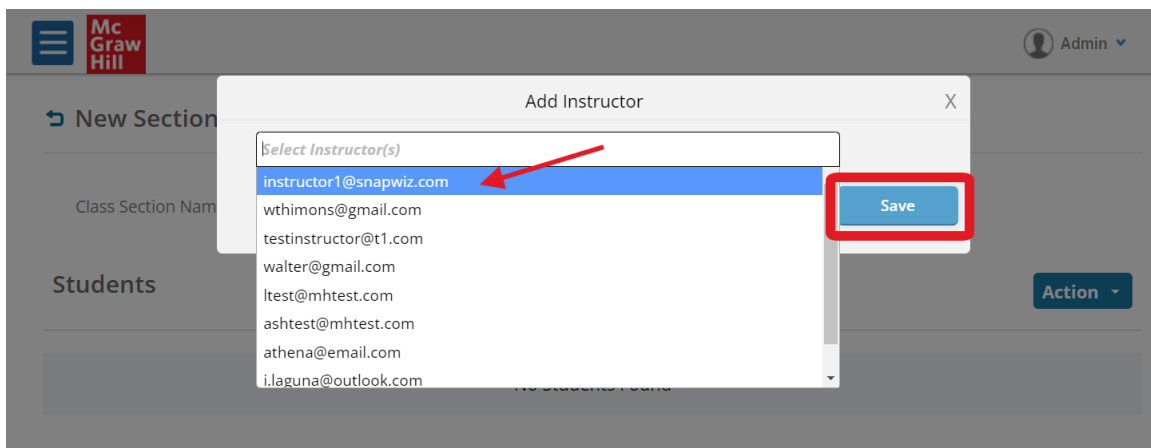 Mc
Graw
Hill
Admin
Add Instructor
X
New Section
Select Instructor(s)
instructor1@snapwiz.com
Class Section Nam
wthimons@gmail.com
Save
testinstructor@t1.com
walter@gmail.com
Students
ltest@mhtest.com
Action
ashtest@mhtest.com
athena@email.com
i.laguna@outlook.com
No Students Found